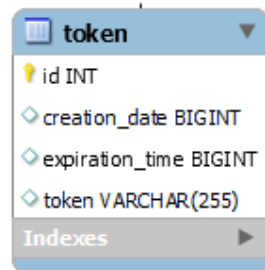 token
id INT
creation_date BIGINT
expiration_time BIGINT
token VARCHAR(255)
Indexes